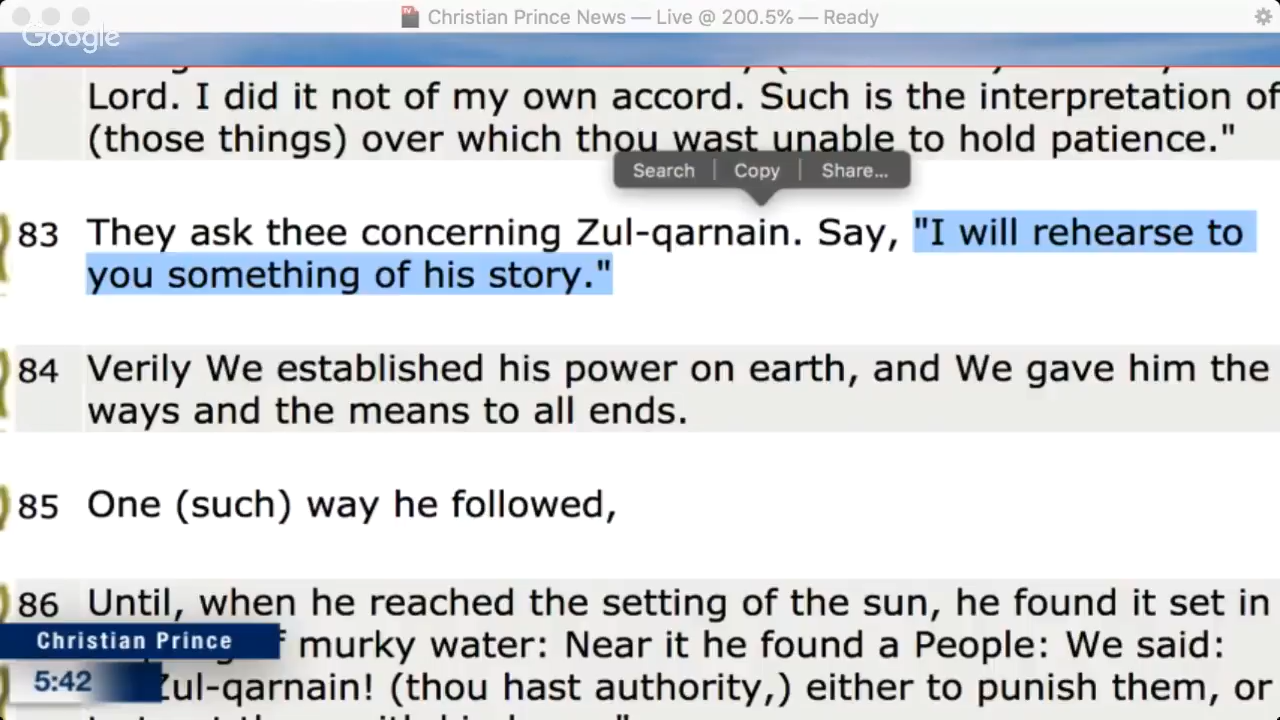 Christian Prince News — Live @ 200.5% — Ready
Google
Lord. I did it not of my own accord. Such is the interpretation of
(those things) over which thou wast unable to hold patience."
Search | Copy | Share...
83 They ask thee concerning Zul-qarnain. Say, "I will rehearse to
you something of his story."
84 Verily We established his power on earth, and We gave him the
ways and the means to all ends.
85 One (such) way he followed,
86 Until, when he reached the setting of the sun, he found it set in
murky water: Near it he found a People: We said:
Zul-qarnain! (thou hast authority,) either to punish them, or
Christian Prince
5:42